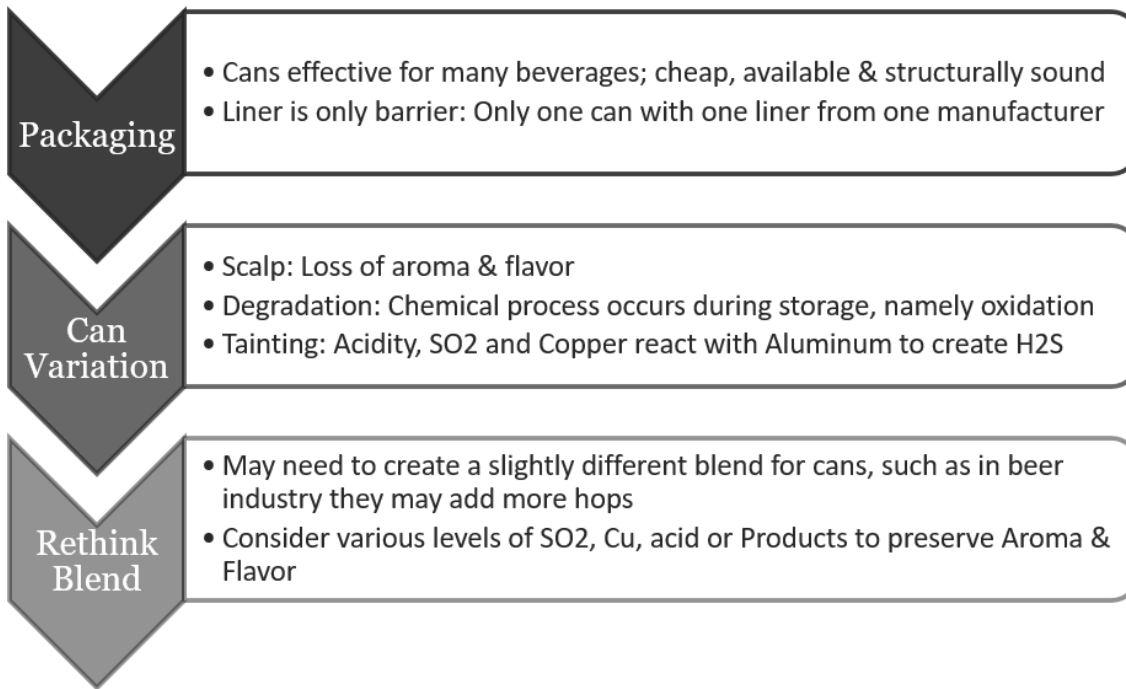 Packaging
• Cans effective for many beverages; cheap, available & structurally sound
• Liner is only barrier: Only one can with one liner from one manufacturer
Can
Variation
• Scalp: Loss of aroma & flavor
• Degradation: Chemical process occurs during storage, namely oxidation
• Tainting: Acidity, SO2 and Copper react with Aluminum to create H2S
Rethink
Blend
• May need to create a slightly different blend for cans, such as in beer
industry they may add more hops
• Consider various levels of SO2, Cu, acid or Products to preserve Aroma &
Flavor